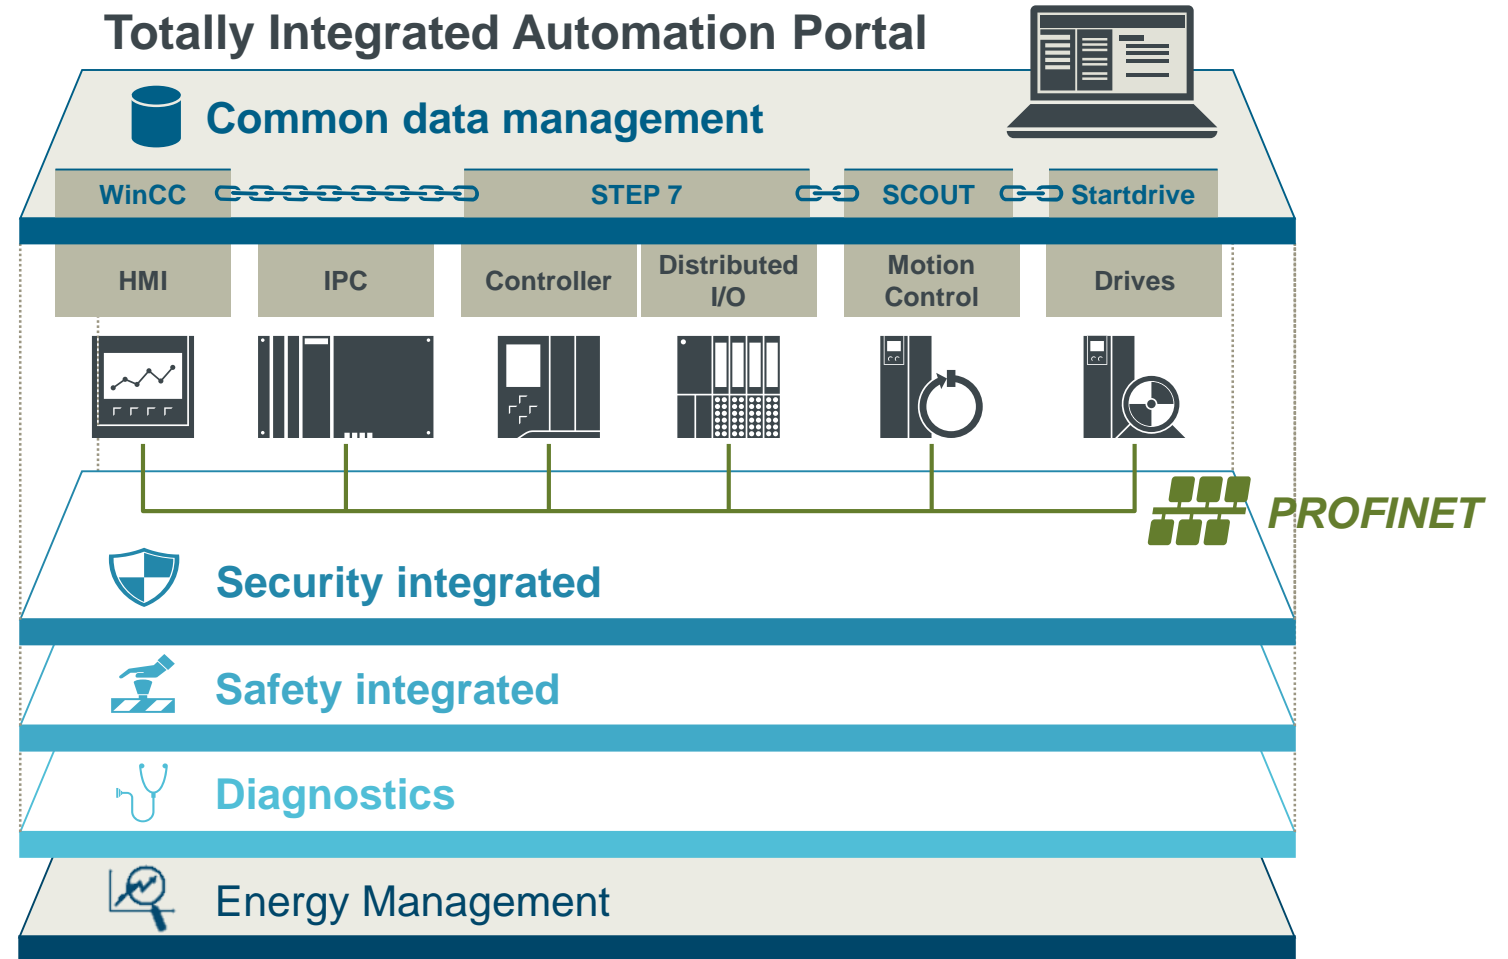 Totally Integrated Automation Portal
Common data management
WinCC STEP 7 SCOUT Startdrive
HMI IPC Controller Distributed I/O Motion Control Drives
PROFINET
Security integrated
Safety integrated
Diagnostics
Energy Management